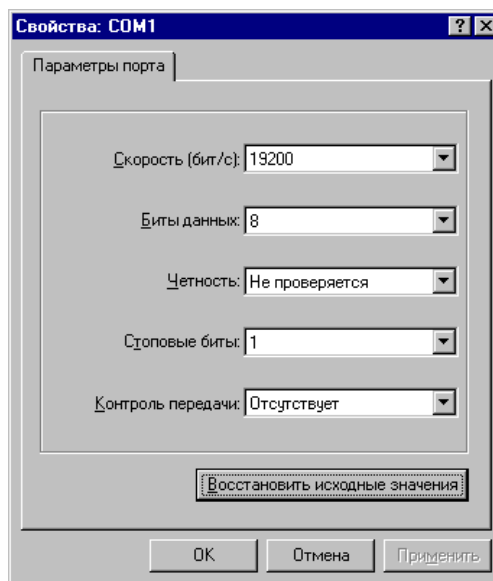 Свойства: COM1
Параметры порта
Скорость (бит/с): 19200
Биты данных: 8
Четность: Не проверяется
Стоповые биты: 1
Контроль передачи: Отсутствует
Восстановить исходные значения
OK Отмена Применить